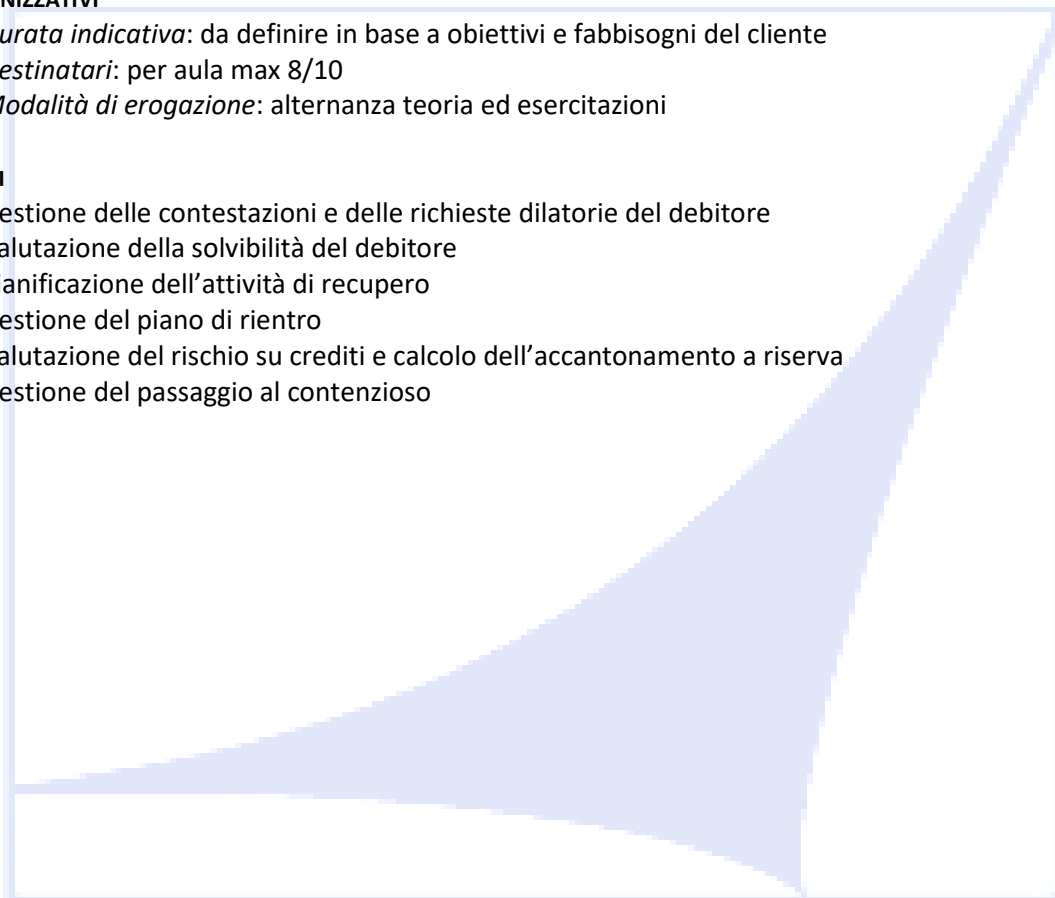 NIZZATIVI
urata indicativa: da definire in base a obiettivi e fabbisogni del cliente
estinatari: per aula max 8/10
Modalità di erogazione: alternanza teoria ed esercitazioni
I
estione delle contestazioni e delle richieste dilatorie del debitore
alutazione della solvibilità del debitore
ianificazione dell’attività di recupero
estione del piano di rientro
alutazione del rischio su crediti e calcolo dell’accantonamento a riserva
estione del passaggio al contenzioso